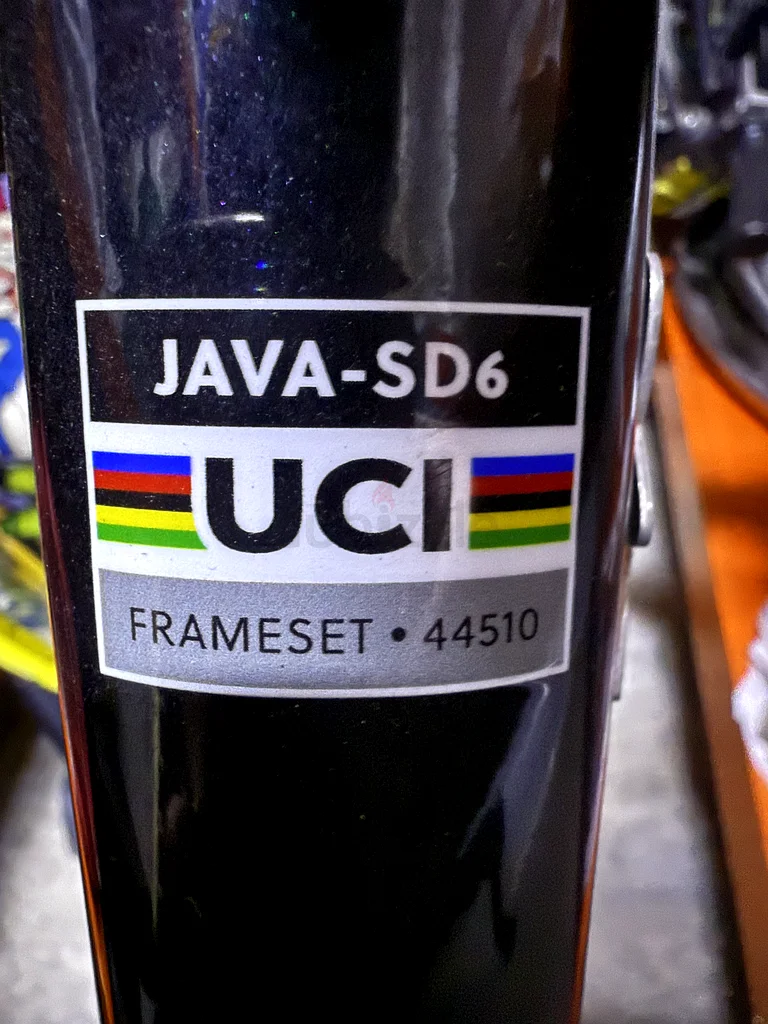 JAVA-SD6
UCI
FRAMESET • 44510